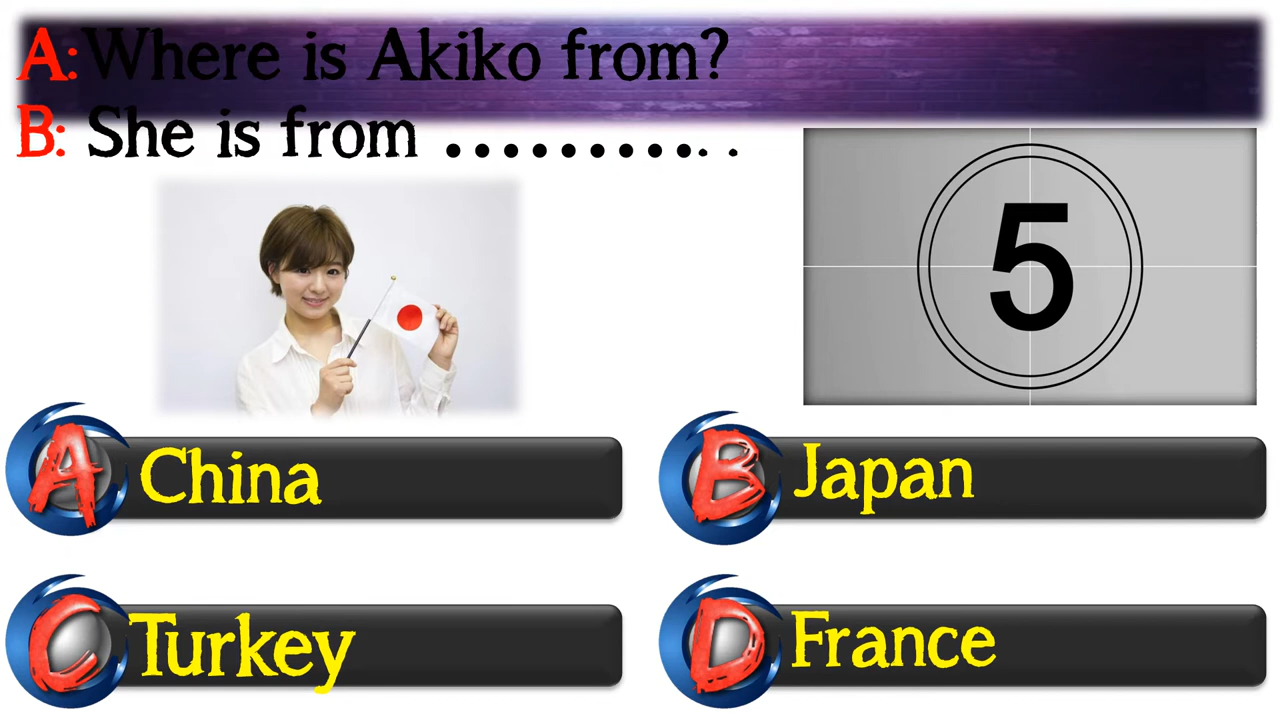 A: Where is Akiko from?
B: She is from ........... .
5
A China
B Japan
C Turkey
D France